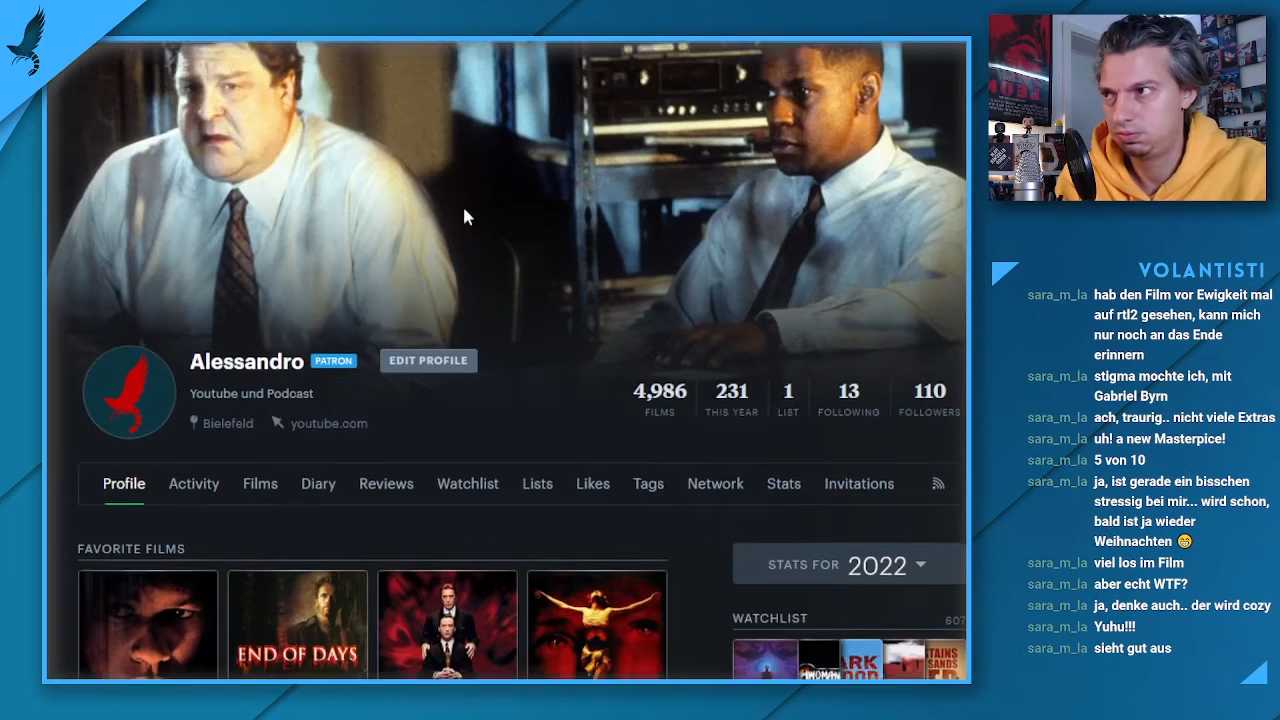 Alessandro PATRON EDIT PROFILE
Youtube und Podcast
Bielefeld youtube.com
4,986 231 1 13 110
FILMS THIS YEAR LIST FOLLOWING FOLLOWERS
Profile Activity Films Diary Reviews Watchlist Lists Likes Tags Network Stats Invitations
FAVORITE FILMS
END OF DAYS
STATS FOR 2022
WATCHLIST 607
WOMAN
VOLANTISTI
sara_m_la hab den Film vor Ewigkeit mal
auf rtl2 gesehen, kann mich
nur noch an das Ende
erinnern
sara_m_la stigma mochte ich, mit
Gabriel Byrn
sara_m_la ach, traurig.. nicht viele Extras
sara_m_la uh! a new Masterpice!
sara_m_la 5 von 10
sara_m_la ja, ist gerade ein bisschen
stressig bei mir... wird schon,
bald ist ja wieder
Weihnachten 😁
sara_m_la viel los im Film
sara_m_la aber echt WTF?
sara_m_la ja, denke auch.. der wird cozy
sara_m_la Yuhu!!!
sara_m_la sieht gut aus